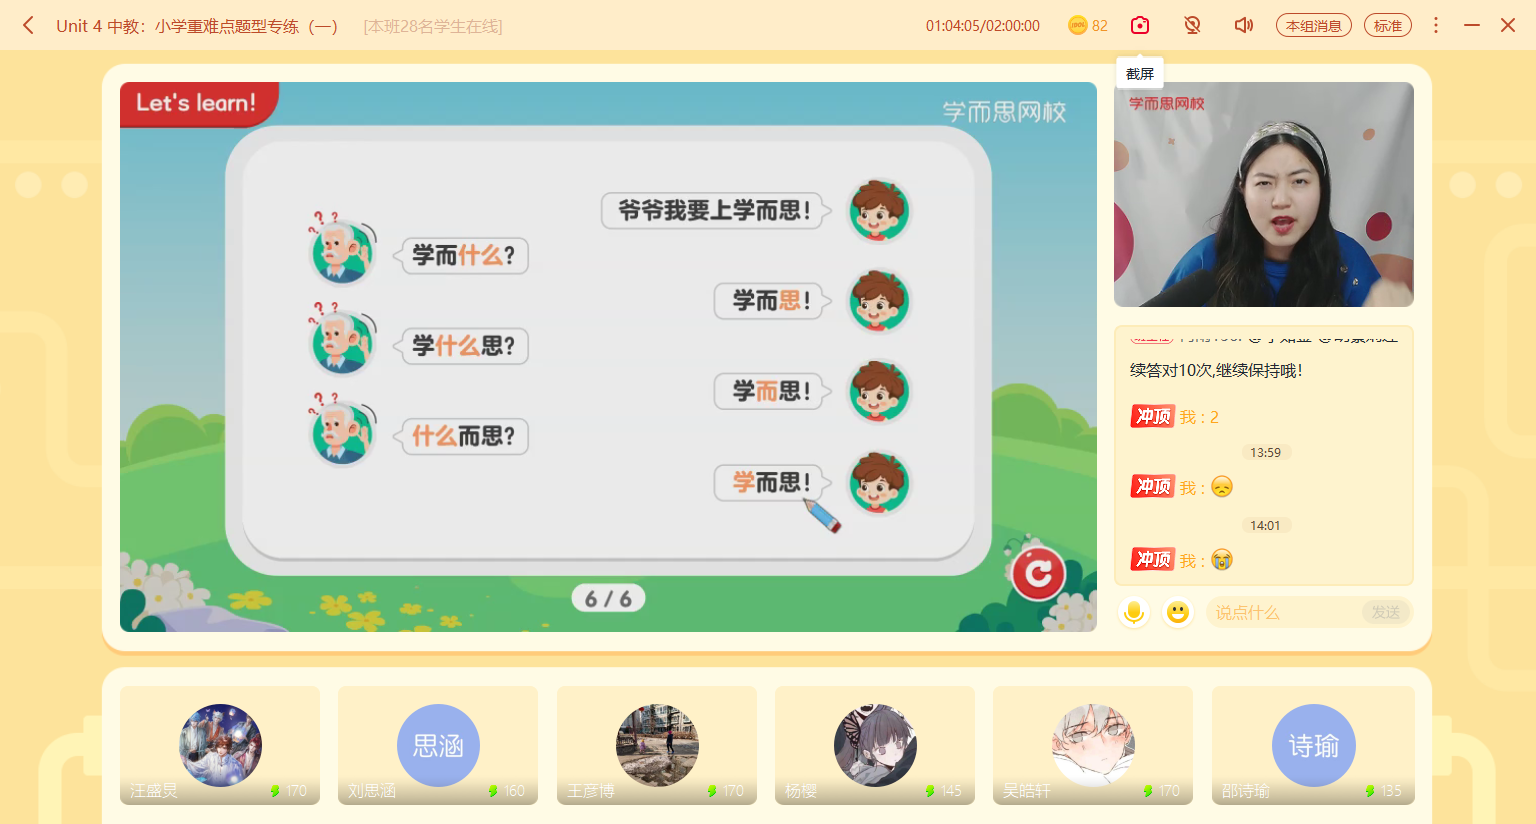 Unit 4 中教：小学重难点题型专练（一） [本班28名学生在线] 01:04:05/02:00:00 82 本组消息 标准
截屏
Let's learn!
学而思网校
学而思网校
爷爷我要上学而思！
学而什么？
学而思！
学什么思？
学而思！
什么而思？
学而思！
6 / 6
续答对10次,继续保持哦！
冲顶 我 : 2
13:59
冲顶 我 :
14:01
冲顶 我 :
说点什么 发送
思涵
诗瑜
汪盛炅 170
刘思涵 160
王彦博 170
杨樱 145
吴皓轩 170
邵诗瑜 135